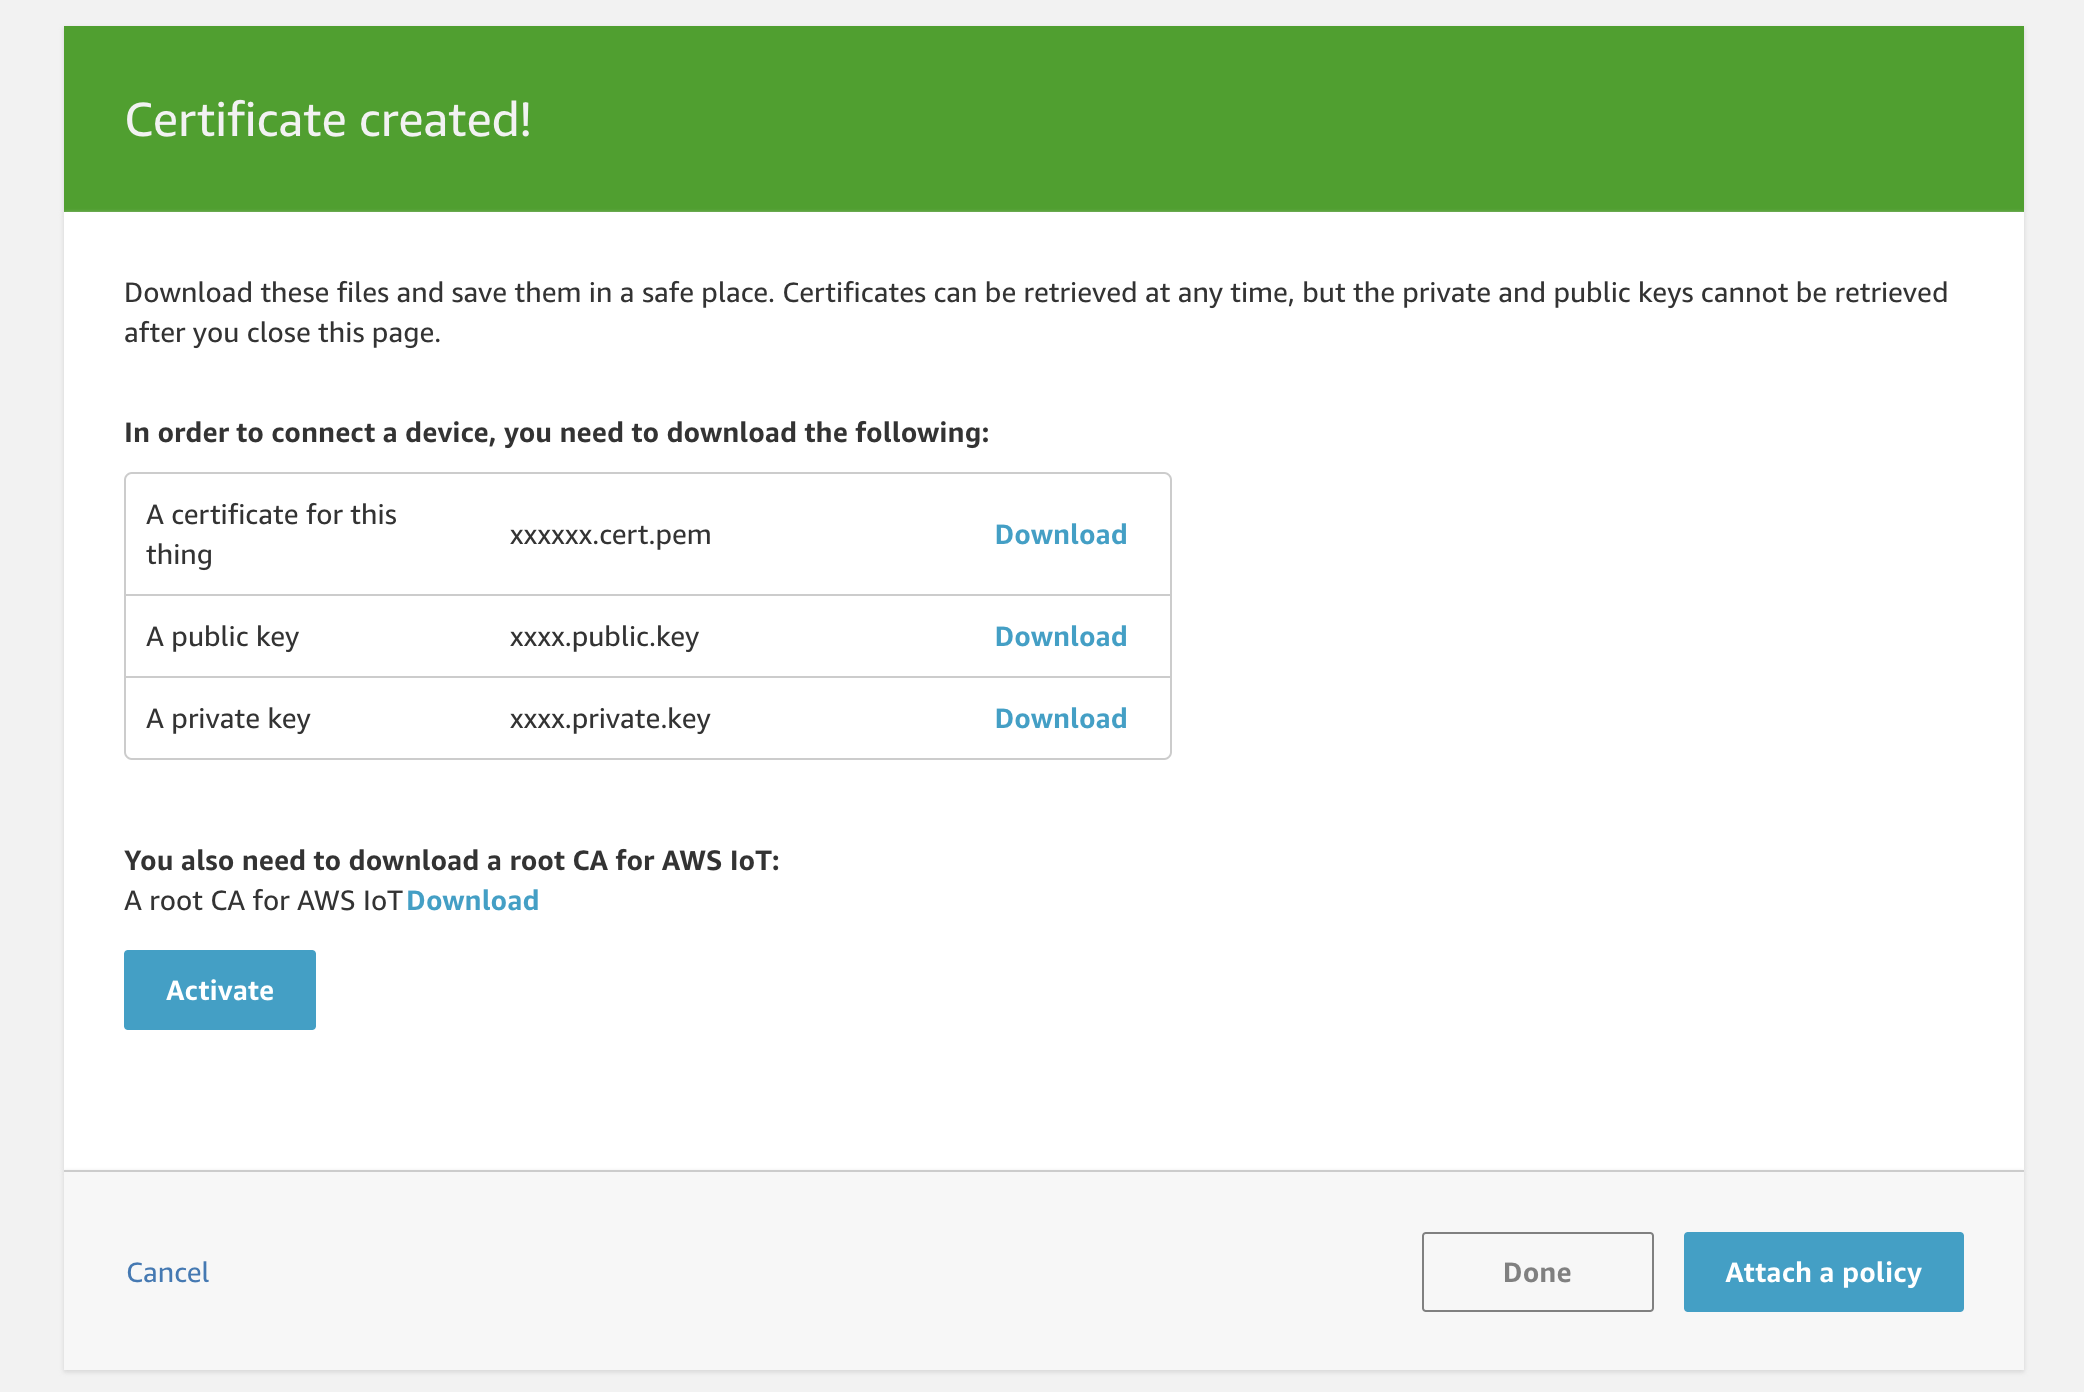 Certificate created!
Download these files and save them in a safe place. Certificates can be retrieved at any time, but the private and public keys cannot be retrieved
after you close this page.
In order to connect a device, you need to download the following:
A certificate for this
thing
xxxxxx.cert.pem
Download
A public key
xxxx.public.key
Download
A private key
xxxx.private.key
Download
You also need to download a root CA for AWS IoT:
A root CA for AWS IoT Download
Activate
Cancel
Done
Attach a policy